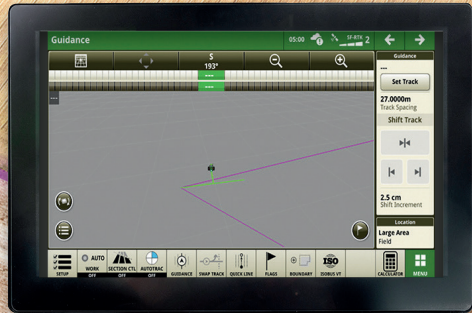 Guidance
05:00
SF-RTK 2
S
193°
---
---
---
Guidance
---
Set Track
27.0000m
Track Spacing
Shift Track
2.5 cm
Shift Increment
Location
Large Area
Field
SETUP
AUTO
WORK
OFF
SECTION CTL
OFF
AUTOTRAC
OFF
GUIDANCE
SWAP TRACK
QUICK LINE
FLAGS
BOUNDARY
ISO
ISOBUS VT
CALCULATOR
MENU